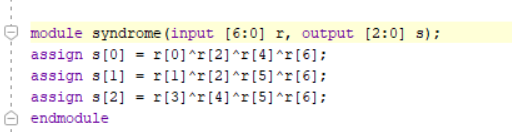 module syndrome(input [6:0] r, output [2:0] s);
assign s[0] = r[0]^r[2]^r[4]^r[6];
assign s[1] = r[1]^r[2]^r[5]^r[6];
assign s[2] = r[3]^r[4]^r[5]^r[6];
endmodule